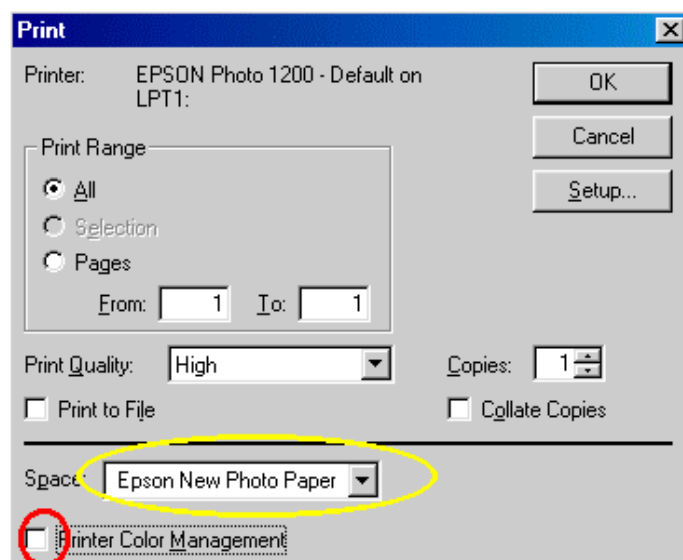 Print
Printer: EPSON Photo 1200 - Default on
LPT1:
OK
Cancel
Setup...
Print Range
All
Selection
Pages
From: 1 To: 1
Print Quality: High
Copies: 1
Print to File
Collate Copies
Space: Epson New Photo Paper
Printer Color Management